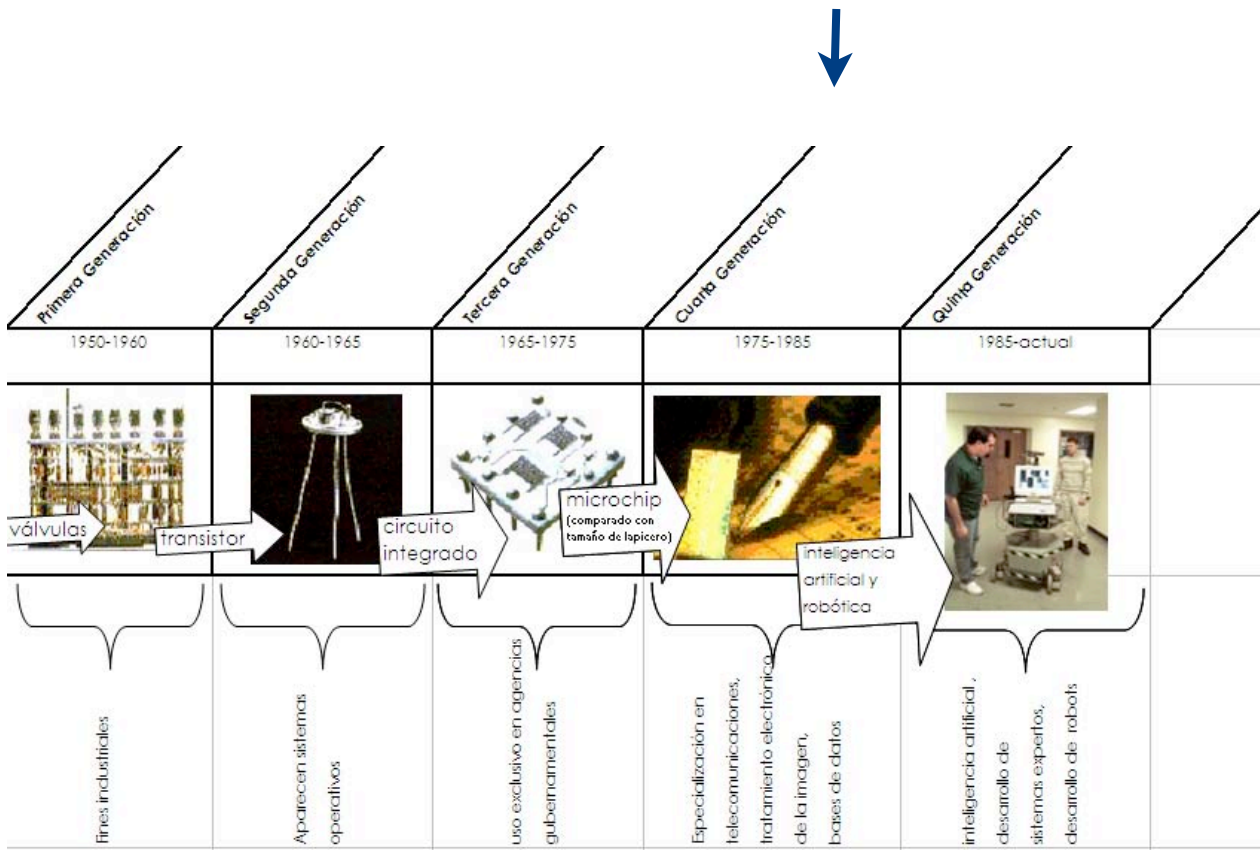 Primera Generación
Segunda Generación
Tercera Generación
Cuarta Generación
Quinta Generación
1950-1960
1960-1965
1965-1975
1975-1985
1985-actual
válvulas
transistor
circuito
integrado
microchip
(comparado con
tamaño de lapicero)
inteligencia
artificial y
robótica
Fines industriales
Aparecen sistemas
operativos
uso exclusivo en agencias
gubernamentales
Especialización en
telecomunicaciones,
tratamiento electrónico
de la imagen,
bases de datos
inteligencia artificial ,
desarrollo de
sistemas expertos,
desarrollo de robots